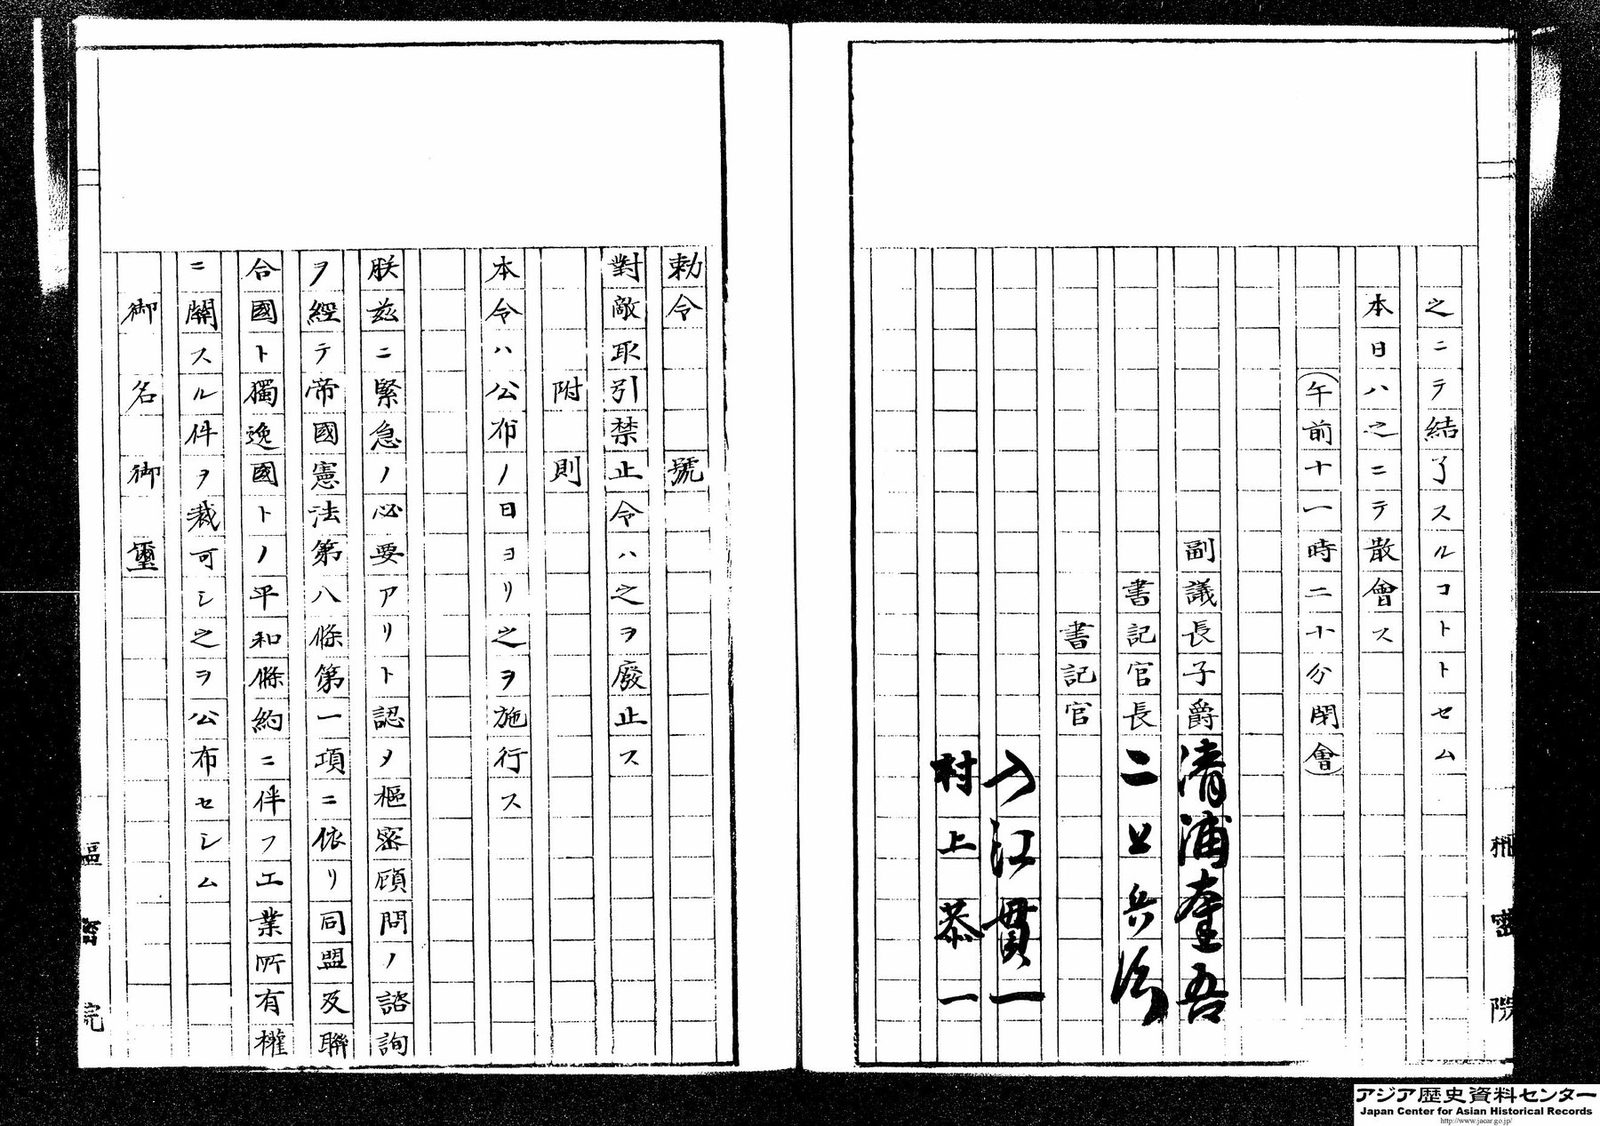 之ニテ結了スルコトトセム
本日ハ之ニテ散會ス
(午前十一時二十分閉會)
副議長子爵清浦奎吾
書記官長二上兵治
書記官
入江貫一
村上恭一
樞密院
勅令 號
對敵取引禁止令ハ之ヲ廢止ス
附則
本令ハ公布ノ日ヨリ之ヲ施行ス
朕茲ニ緊急ノ必要アリト認メ樞密顧問ノ諮詢
ヲ經テ帝國憲法第八條第一項ニ依リ同盟及聯
合國ト獨逸國トノ平和條約ニ伴フ工業所有權
ニ關スル件ヲ裁可シ之ヲ公布セシム
御名御璽
樞密院
アジア歴史資料センター
Japan Center for Asian Historical Records
http://www.jacar.go.jp/